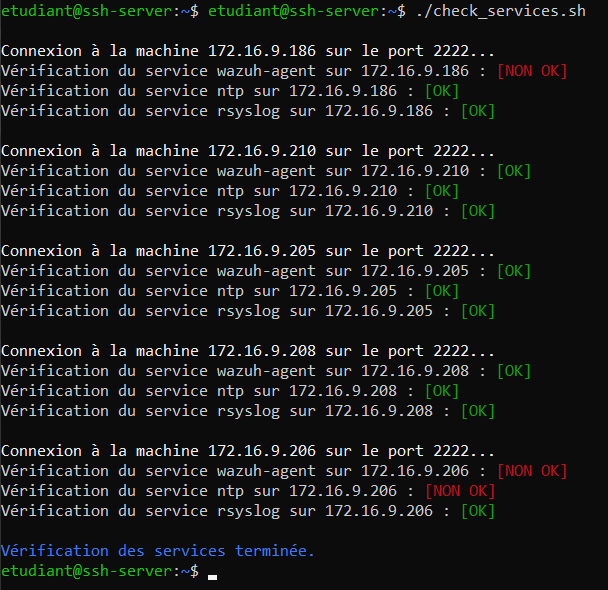 etudiant@ssh-server:~$ etudiant@ssh-server:~$ ./check_services.sh
Connexion à la machine 172.16.9.186 sur le port 2222...
Vérification du service wazuh-agent sur 172.16.9.186 : [NON OK]
Vérification du service ntp sur 172.16.9.186 : [OK]
Vérification du service rsyslog sur 172.16.9.186 : [OK]
Connexion à la machine 172.16.9.210 sur le port 2222...
Vérification du service wazuh-agent sur 172.16.9.210 : [OK]
Vérification du service ntp sur 172.16.9.210 : [OK]
Vérification du service rsyslog sur 172.16.9.210 : [OK]
Connexion à la machine 172.16.9.205 sur le port 2222...
Vérification du service wazuh-agent sur 172.16.9.205 : [OK]
Vérification du service ntp sur 172.16.9.205 : [OK]
Vérification du service rsyslog sur 172.16.9.205 : [OK]
Connexion à la machine 172.16.9.208 sur le port 2222...
Vérification du service wazuh-agent sur 172.16.9.208 : [OK]
Vérification du service ntp sur 172.16.9.208 : [OK]
Vérification du service rsyslog sur 172.16.9.208 : [OK]
Connexion à la machine 172.16.9.206 sur le port 2222...
Vérification du service wazuh-agent sur 172.16.9.206 : [NON OK]
Vérification du service ntp sur 172.16.9.206 : [NON OK]
Vérification du service rsyslog sur 172.16.9.206 : [OK]
Vérification des services terminée.
etudiant@ssh-server:~$